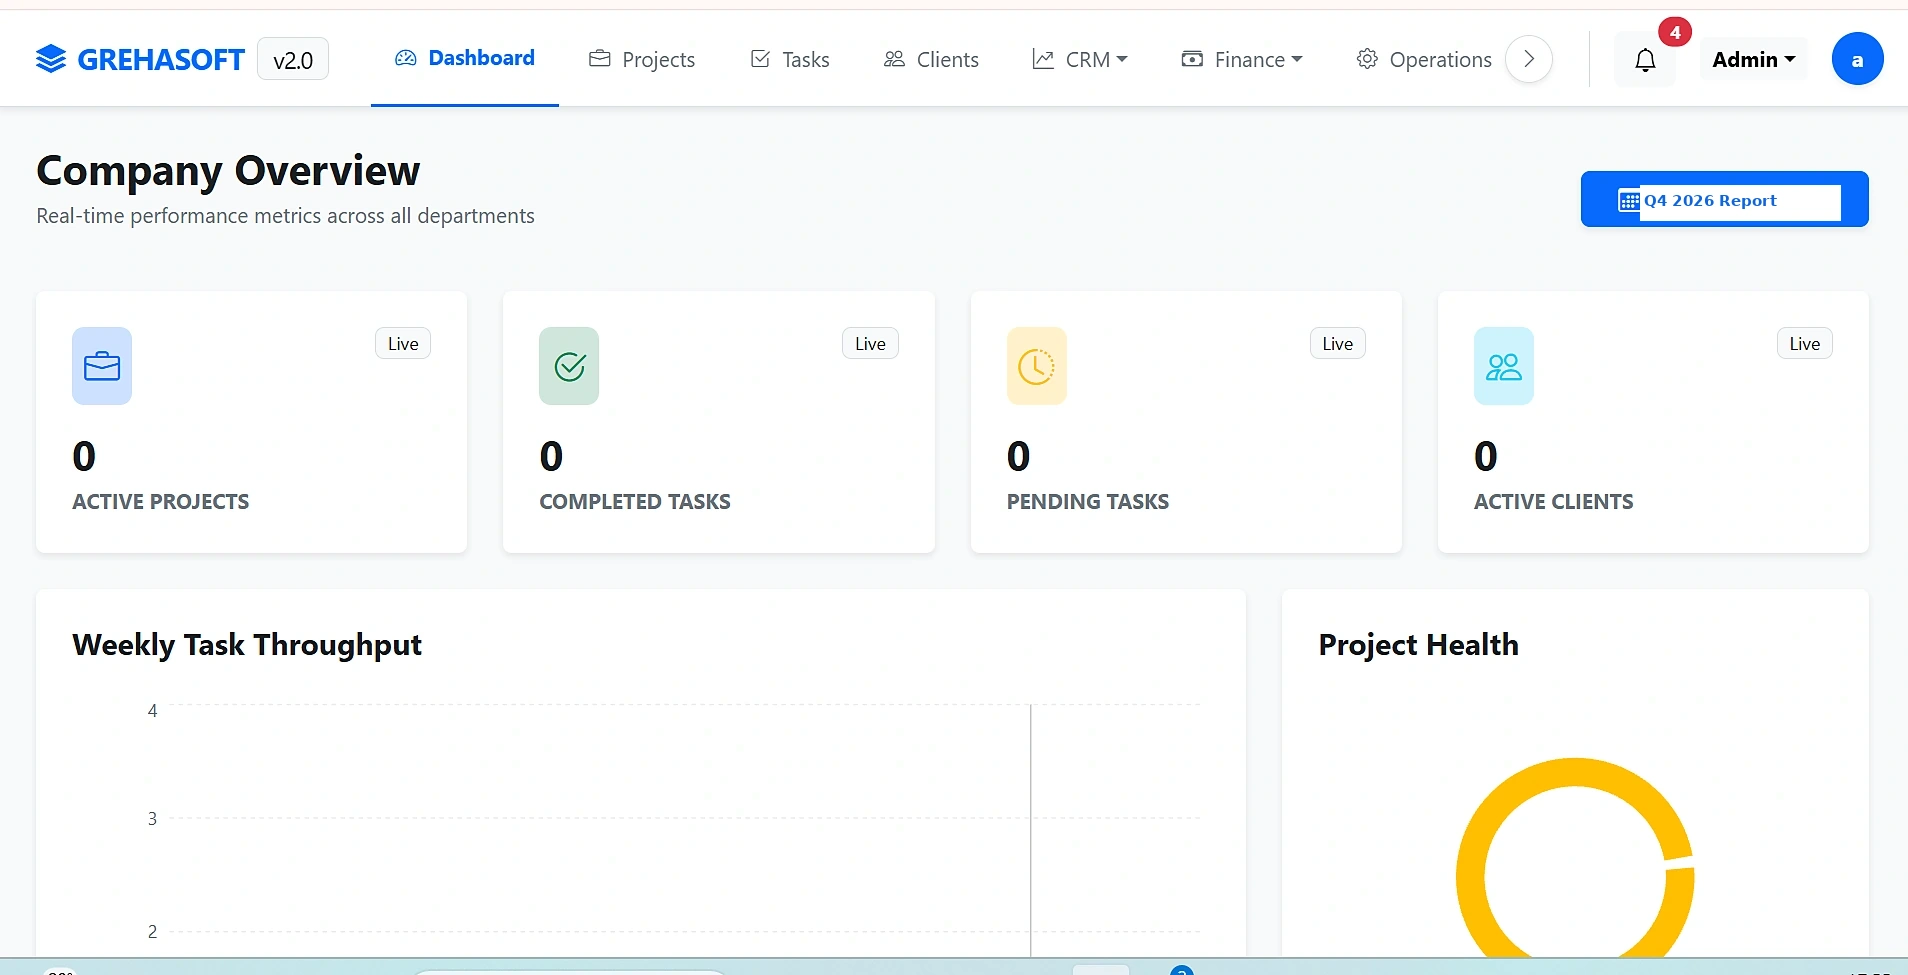 GREHASOFT v2.0 Dashboard Projects Tasks Clients CRM Finance Operations 4 Admin a
Company Overview
Real-time performance metrics across all departments
Q4 2026 Report
Live Live Live Live
0 0 0 0
ACTIVE PROJECTS COMPLETED TASKS PENDING TASKS ACTIVE CLIENTS
Weekly Task Throughput Project Health
4
3
2